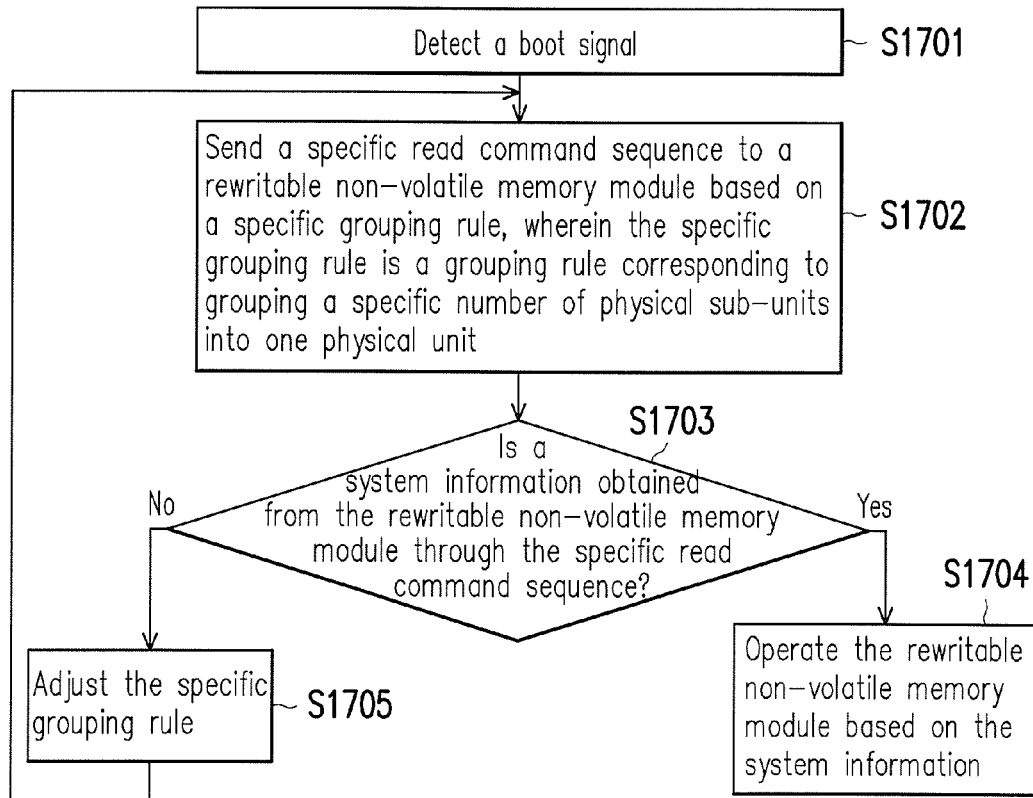 Detect a boot signal
S1701
Send a specific read command sequence to a
rewritable non-volatile memory module based on
a specific grouping rule, wherein the specific
grouping rule is a grouping rule corresponding to
grouping a specific number of physical sub-units
into one physical unit
S1702
S1703
Is a
system information obtained
from the rewritable non-volatile memory
module through the specific read
command sequence?
No
Yes
S1704
Operate the rewritable
non-volatile memory
module based on the
system information
Adjust the specific
grouping rule
S1705